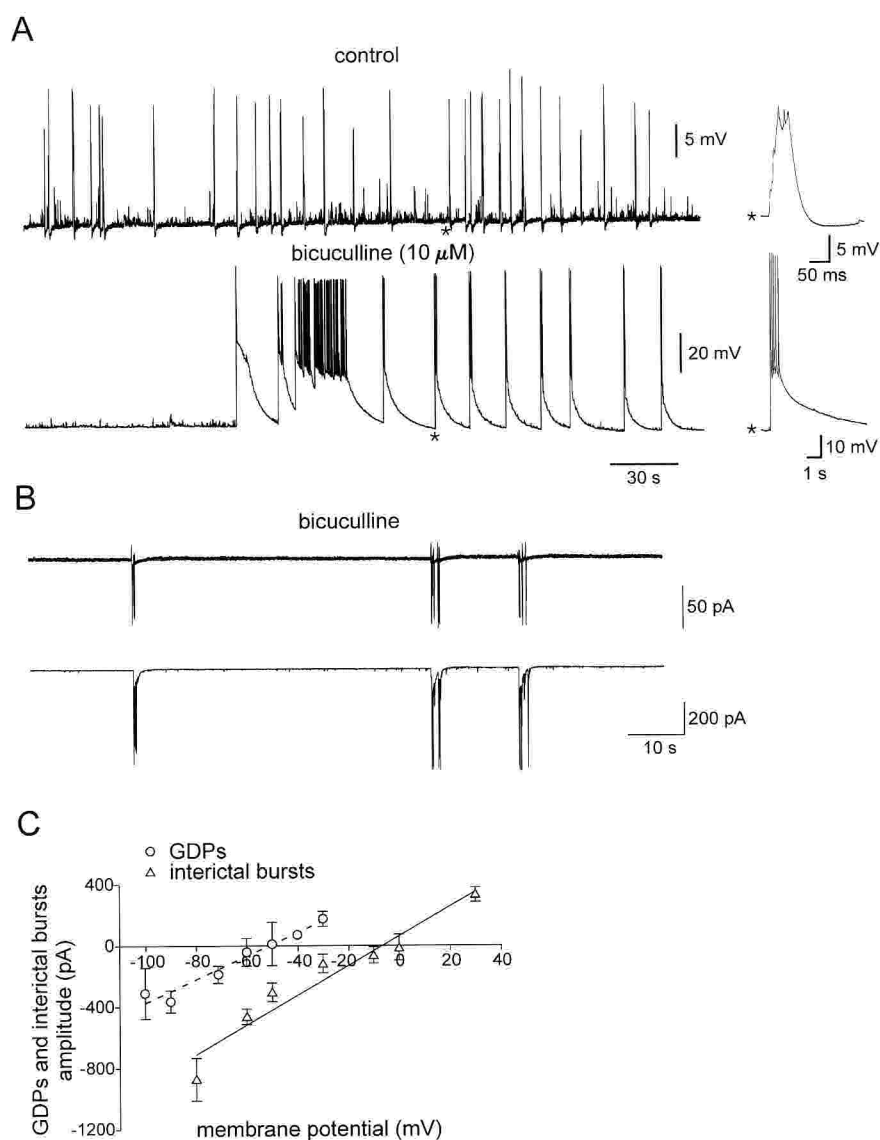 A
control
5 mV
*
*
5 mV
50 ms
bicuculline (10 μM)
20 mV
*
*
10 mV
1 s
30 s
B
bicuculline
50 pA
200 pA
10 s
C
GDPs
interictal bursts
GDPs and interictal bursts
amplitude (pA)
400
0
-400
-800
-1200
-100 -80 -60 -40 -20 0 20 40
membrane potential (mV)